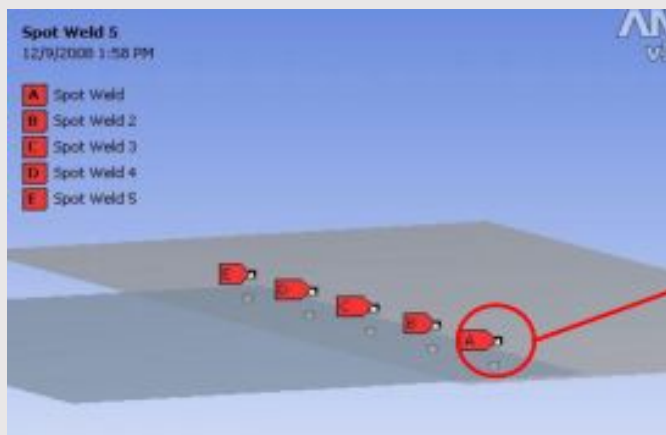 Spot Weld 5
12/9/2008 1:58 PM
A Spot Weld
B Spot Weld 2
C Spot Weld 3
D Spot Weld 4
E Spot Weld 5
AN
V
E
D
C
B
A